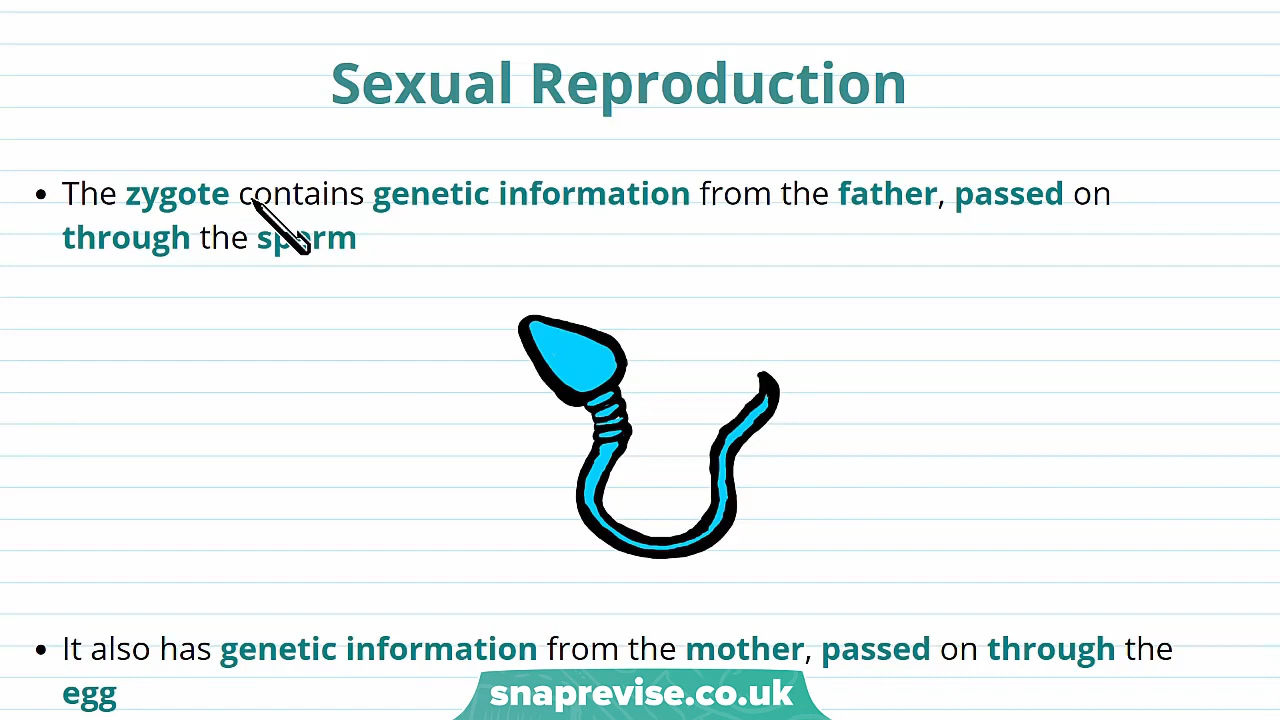 Sexual Reproduction
• The zygote contains genetic information from the father, passed on
through the sperm
• It also has genetic information from the mother, passed on through the
egg
snaprevise.co.uk